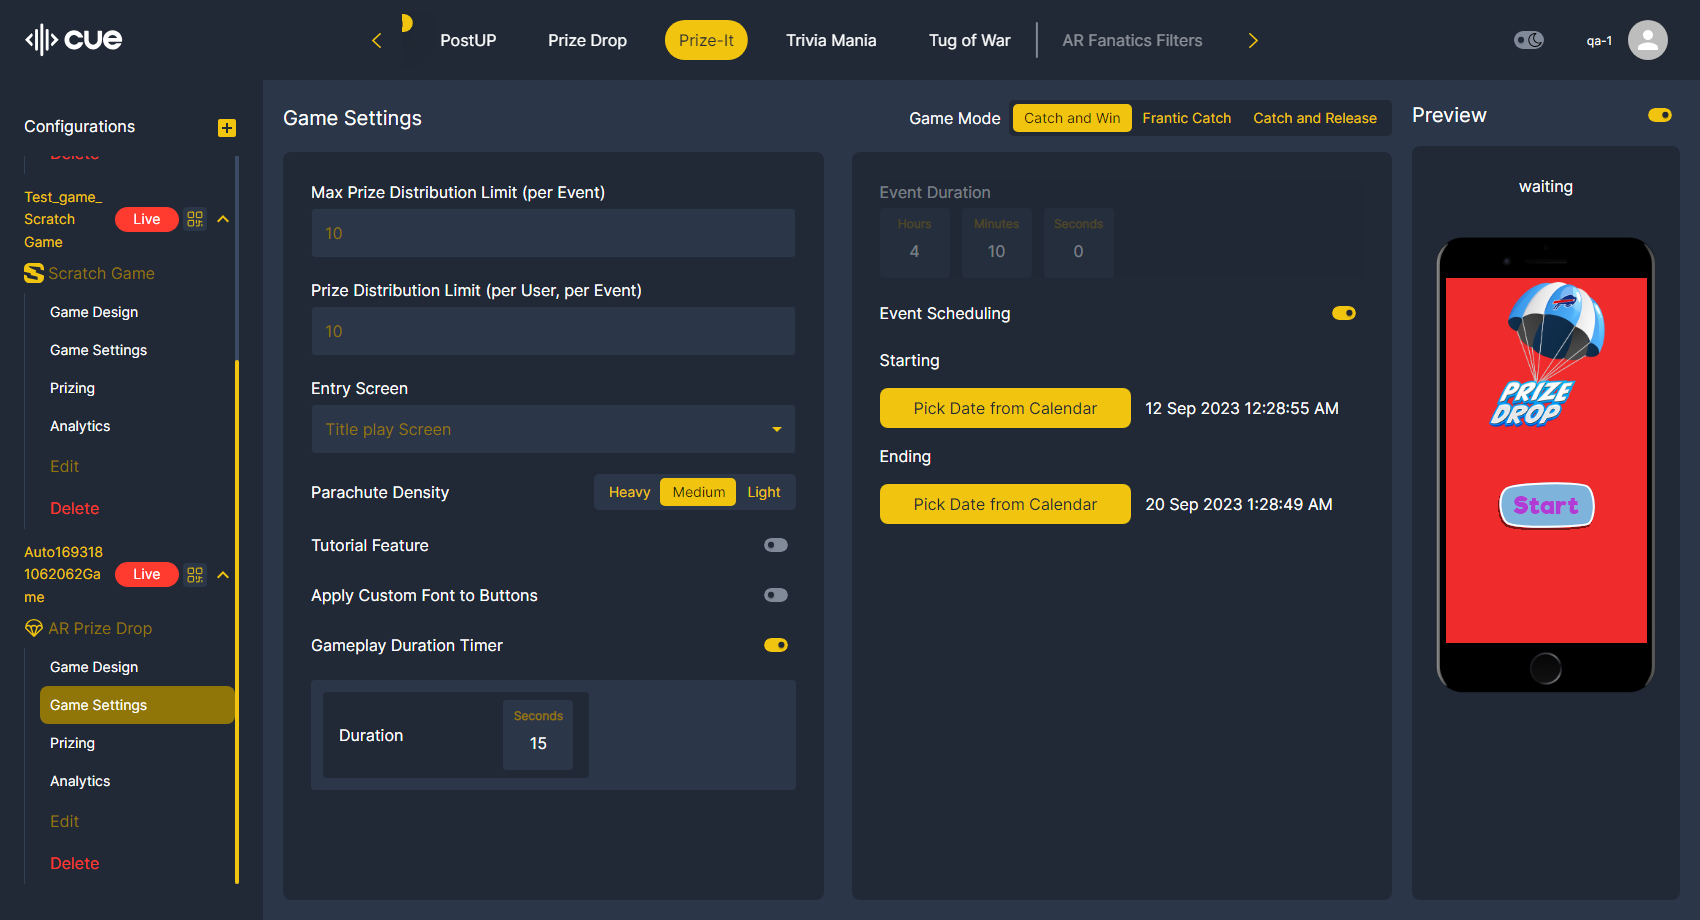 cue
PostUP
Prize Drop
Prize-It
Trivia Mania
Tug of War
AR Fanatics Filters
qa-1
Configurations
Delete
Test_game_
Scratch
Game
Live
Scratch Game
Game Design
Game Settings
Prizing
Analytics
Edit
Delete
Auto169318
1062062Ga
me
Live
AR Prize Drop
Game Design
Game Settings
Prizing
Analytics
Edit
Delete
Game Settings
Game Mode
Catch and Win
Frantic Catch
Catch and Release
Max Prize Distribution Limit (per Event)
10
Prize Distribution Limit (per User, per Event)
10
Entry Screen
Title play Screen
Parachute Density
Heavy
Medium
Light
Tutorial Feature
Apply Custom Font to Buttons
Gameplay Duration Timer
Duration
Seconds
15
Event Duration
Hours
4
Minutes
10
Seconds
0
Event Scheduling
Starting
Pick Date from Calendar
12 Sep 2023 12:28:55 AM
Ending
Pick Date from Calendar
20 Sep 2023 1:28:49 AM
Preview
waiting
PRIZE
DROP
Start